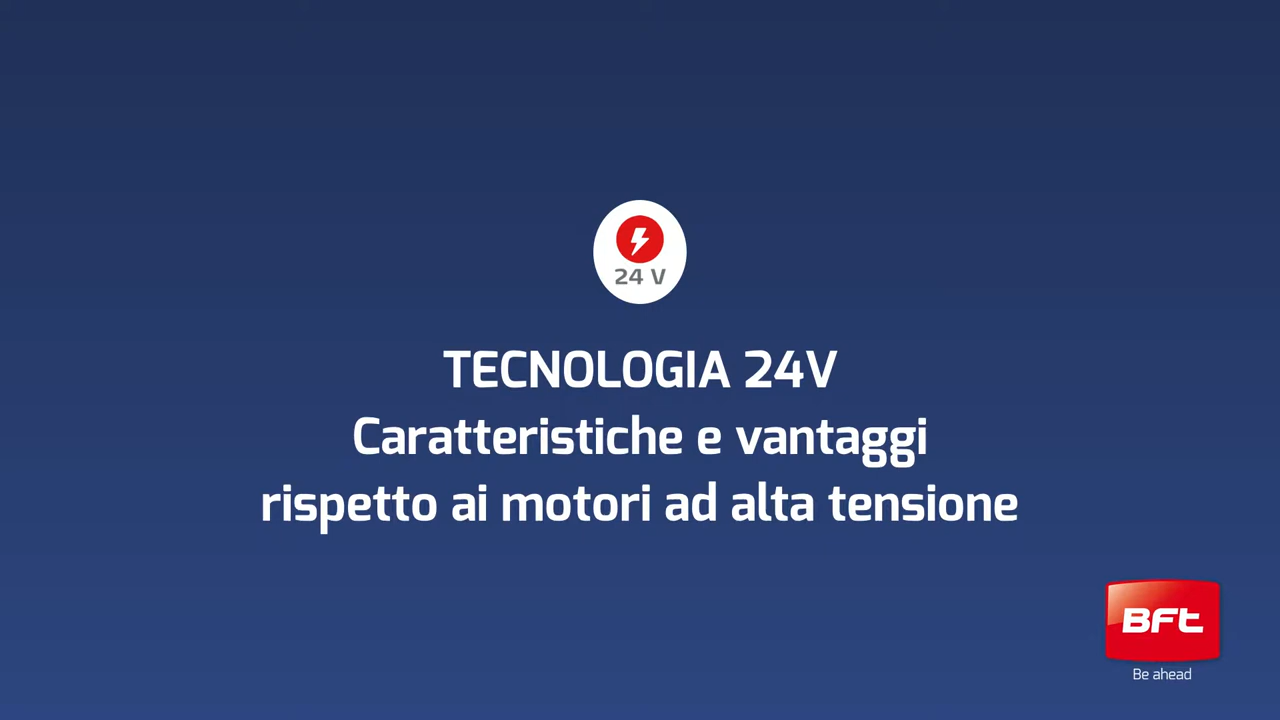 24 V
TECNOLOGIA 24V
Caratteristiche e vantaggi
rispetto ai motori ad alta tensione
BFt
Be ahead